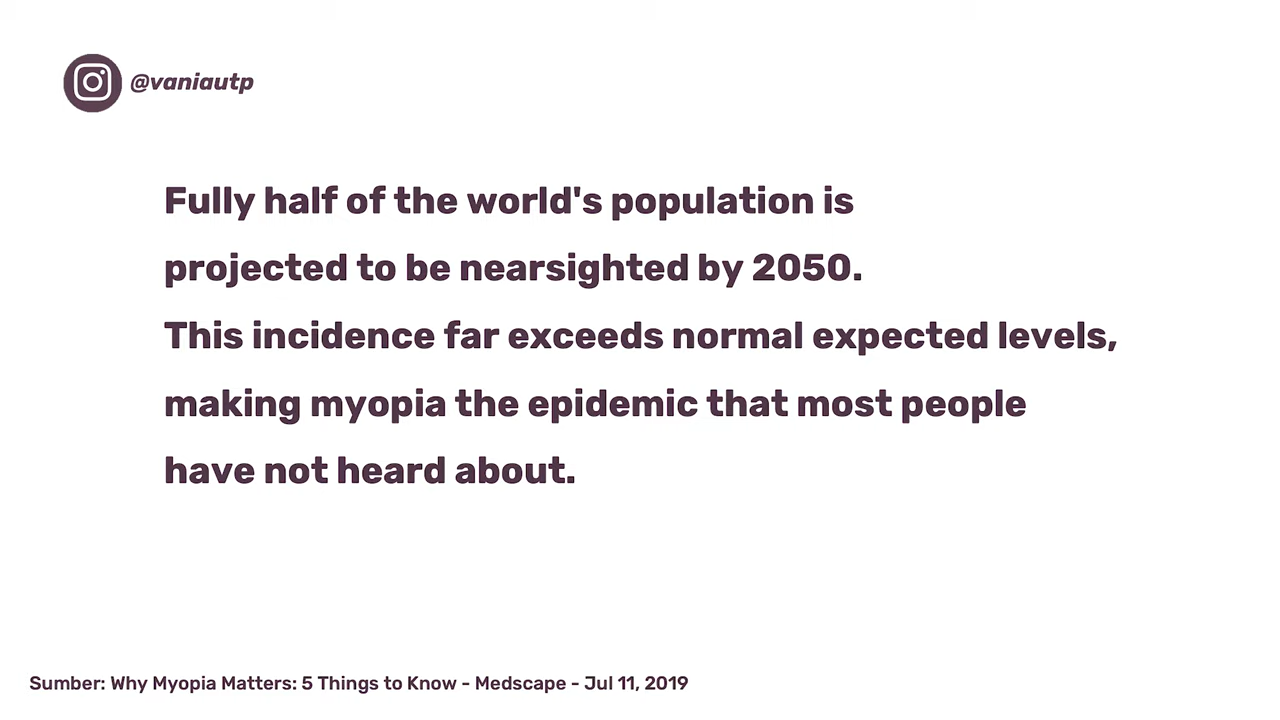 @vaniautp
Fully half of the world's population is
projected to be nearsighted by 2050.
This incidence far exceeds normal expected levels,
making myopia the epidemic that most people
have not heard about.
Sumber: Why Myopia Matters: 5 Things to Know - Medscape - Jul 11, 2019